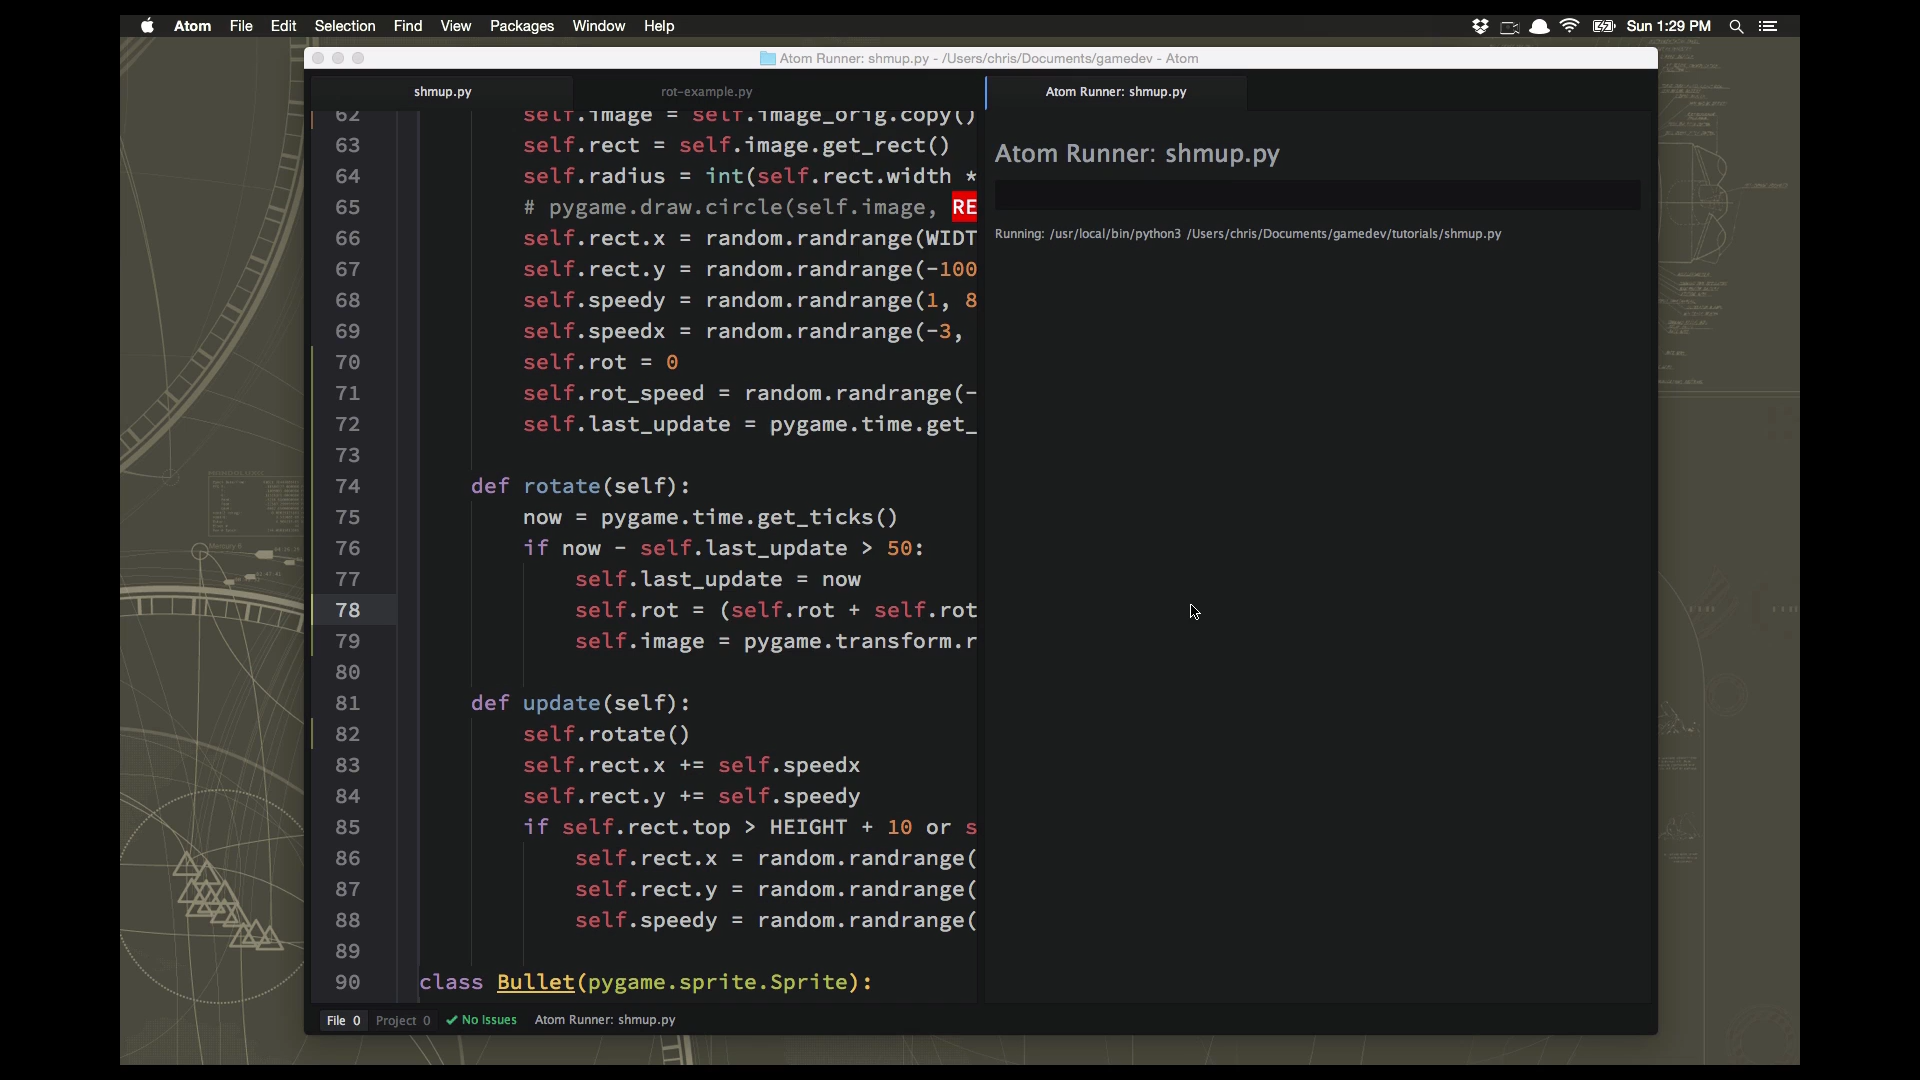 Atom File Edit Selection Find View Packages Window Help Sun 1:29 PM
Atom Runner: shmup.py - /Users/chris/Documents/gamedev - Atom
shmup.py rot-example.py Atom Runner: shmup.py
62 self.image = self.image_orig.copy()
63 self.rect = self.image.get_rect()
64 self.radius = int(self.rect.width *
65 # pygame.draw.circle(self.image, RE
66 self.rect.x = random.randrange(WIDT
67 self.rect.y = random.randrange(-100
68 self.speedy = random.randrange(1, 8
69 self.speedx = random.randrange(-3,
70 self.rot = 0
71 self.rot_speed = random.randrange(-
72 self.last_update = pygame.time.get_
73
74 def rotate(self):
75 now = pygame.time.get_ticks()
76 if now - self.last_update > 50:
77 self.last_update = now
78 self.rot = (self.rot + self.rot
79 self.image = pygame.transform.r
80
81 def update(self):
82 self.rotate()
83 self.rect.x += self.speedx
84 self.rect.y += self.speedy
85 if self.rect.top > HEIGHT + 10 or s
86 self.rect.x = random.randrange(
87 self.rect.y = random.randrange(
88 self.speedy = random.randrange(
89
90 class Bullet(pygame.sprite.Sprite):
Atom Runner: shmup.py
Running: /usr/local/bin/python3 /Users/chris/Documents/gamedev/tutorials/shmup.py
File 0 Project 0 No Issues Atom Runner: shmup.py
Mercury 6